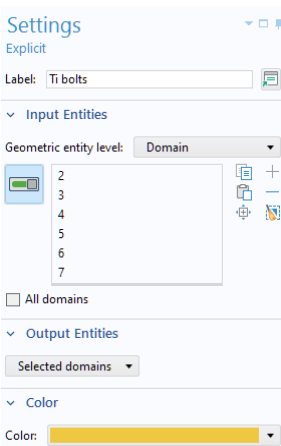 Settings
Explicit
Label: Ti bolts
Input Entities
Geometric entity level: Domain
2
3
4
5
6
7
All domains
Output Entities
Selected domains
Color
Color: